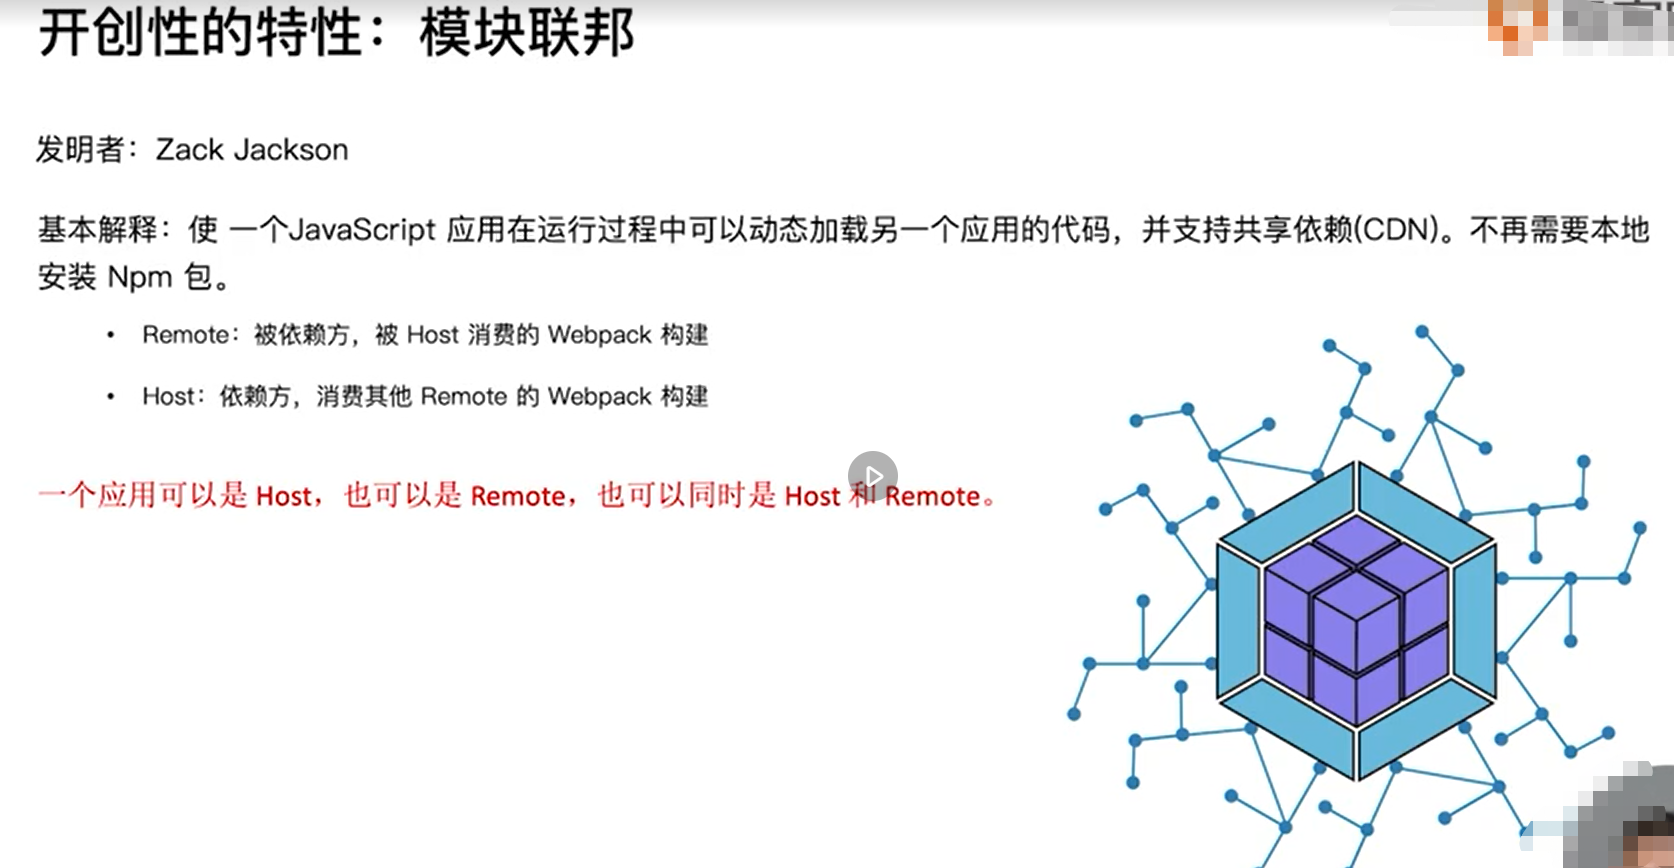 开创性的特性：模块联邦
发明者：Zack Jackson
基本解释：使 一个JavaScript 应用在运行过程中可以动态加载另一个应用的代码，并支持共享依赖(CDN)。不再需要本地
安装 Npm 包。
• Remote：被依赖方，被 Host 消费的 Webpack 构建
• Host：依赖方，消费其他 Remote 的 Webpack 构建
一个应用可以是 Host，也可以是 Remote，也可以同时是 Host 和 Remote。